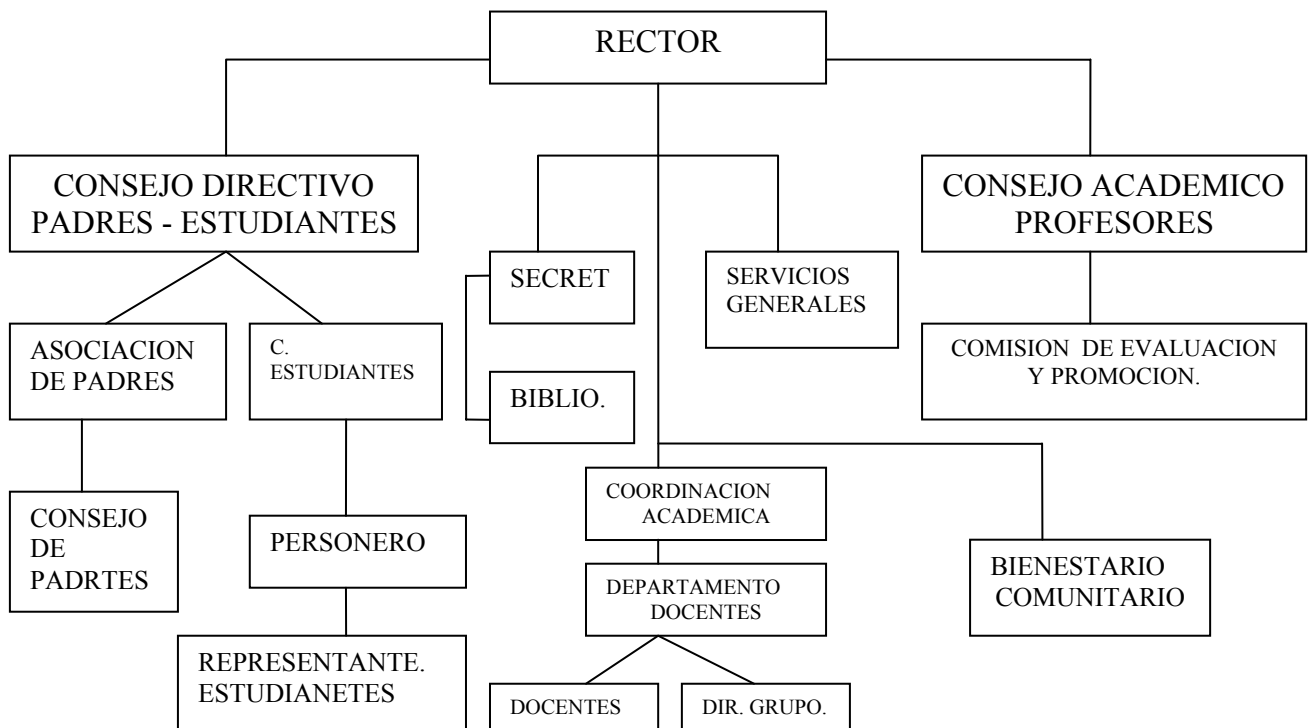 RECTOR
CONSEJO DIRECTIVO
PADRES - ESTUDIANTES
CONSEJO ACADEMICO
PROFESORES
SECRET
SERVICIOS
GENERALES
ASOCIACION
DE PADRES
C.
ESTUDIANTES
BIBLIO.
COMISION DE EVALUACION
Y PROMOCION.
COORDINACION
ACADEMICA
CONSEJO
DE
PADRTES
PERSONERO
BIENESTARIO
COMUNITARIO
DEPARTAMENTO
DOCENTES
REPRESENTANTE.
ESTUDIANETES
DOCENTES
DIR. GRUPO.